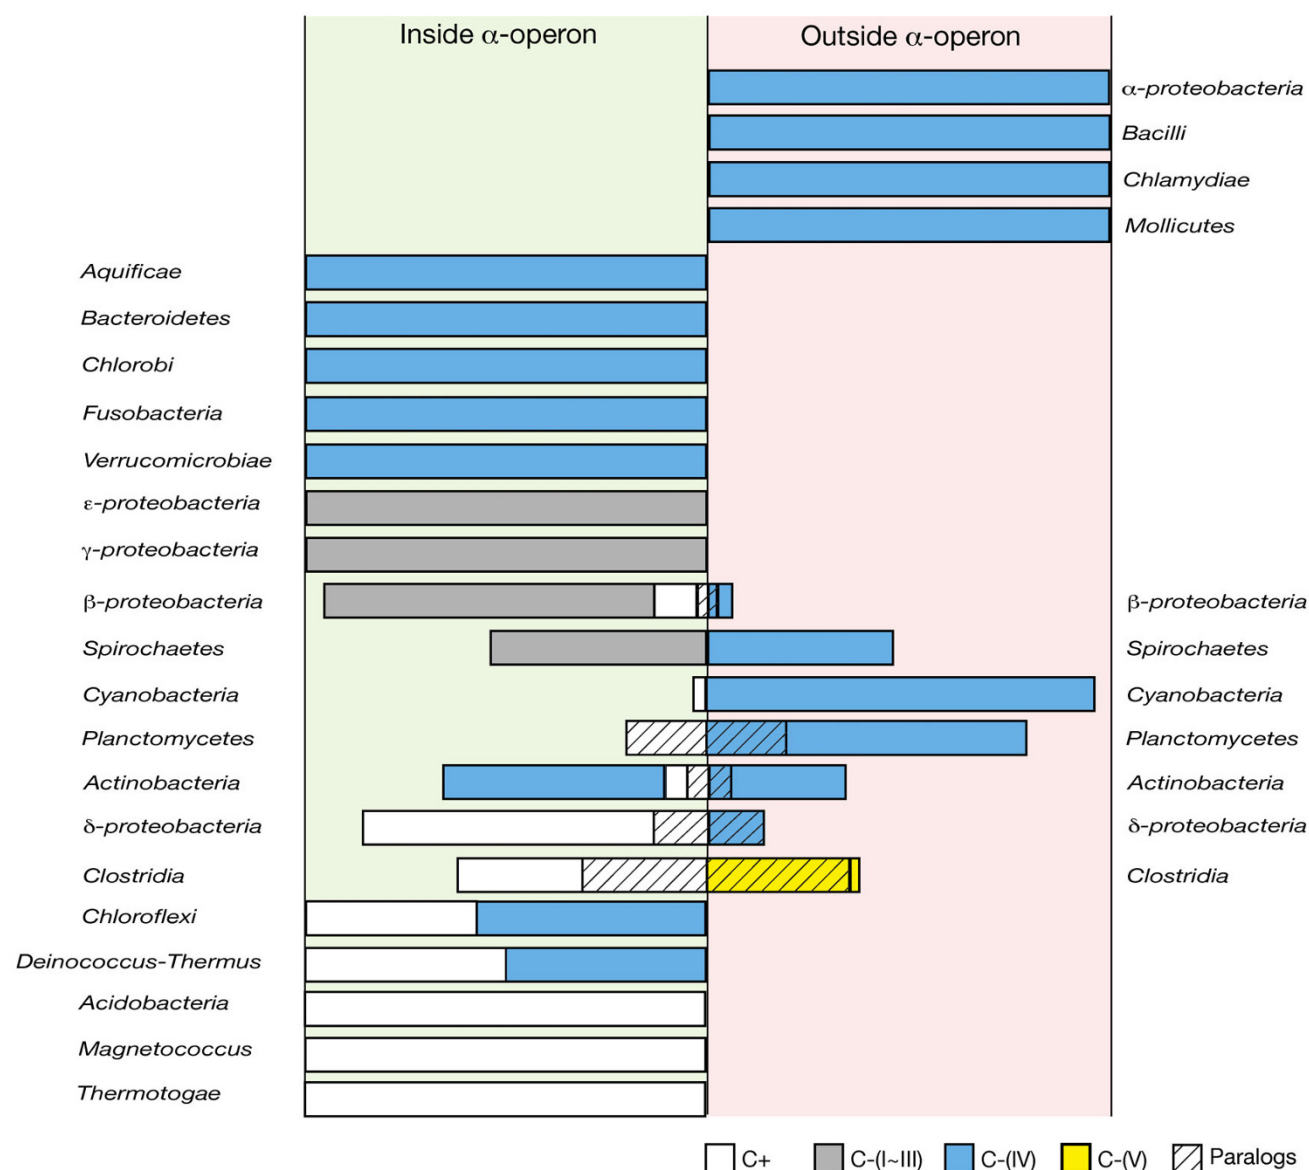 Inside α-operon Outside α-operon
α-proteobacteria
Bacilli
Chlamydiae
Mollicutes
Aquificae
Bacteroidetes
Chlorobi
Fusobacteria
Verrucomicrobiae
ε-proteobacteria
γ-proteobacteria
β-proteobacteria β-proteobacteria
Spirochaetes Spirochaetes
Cyanobacteria Cyanobacteria
Planctomycetes Planctomycetes
Actinobacteria Actinobacteria
δ-proteobacteria δ-proteobacteria
Clostridia Clostridia
Chloroflexi
Deinococcus-Thermus
Acidobacteria
Magnetococcus
Thermotogae
C+ C-(I~III) C-(IV) C-(V) Paralogs